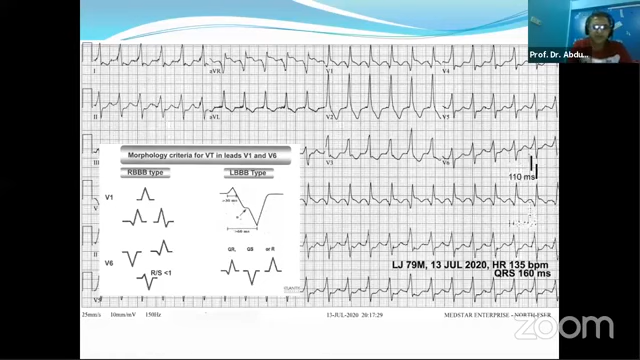 Prof. Dr. Abdu...
I
aVR
V1
V4
II
aVL
V2
V5
III
V3
V6
110 ms
Morphology criteria for VT in leads V1 and V6
RBBB type
LBBB Type
V1
V6
R/S <1
QR,
QS
or R
LJ 79M, 13 JUL 2020, HR 135 bpm
QRS 160 ms
25mm/s
10mm/mV
150Hz
13-JUL-2020 20:17:29
MEDSTAR ENTERPRISE - NORTH
zoom